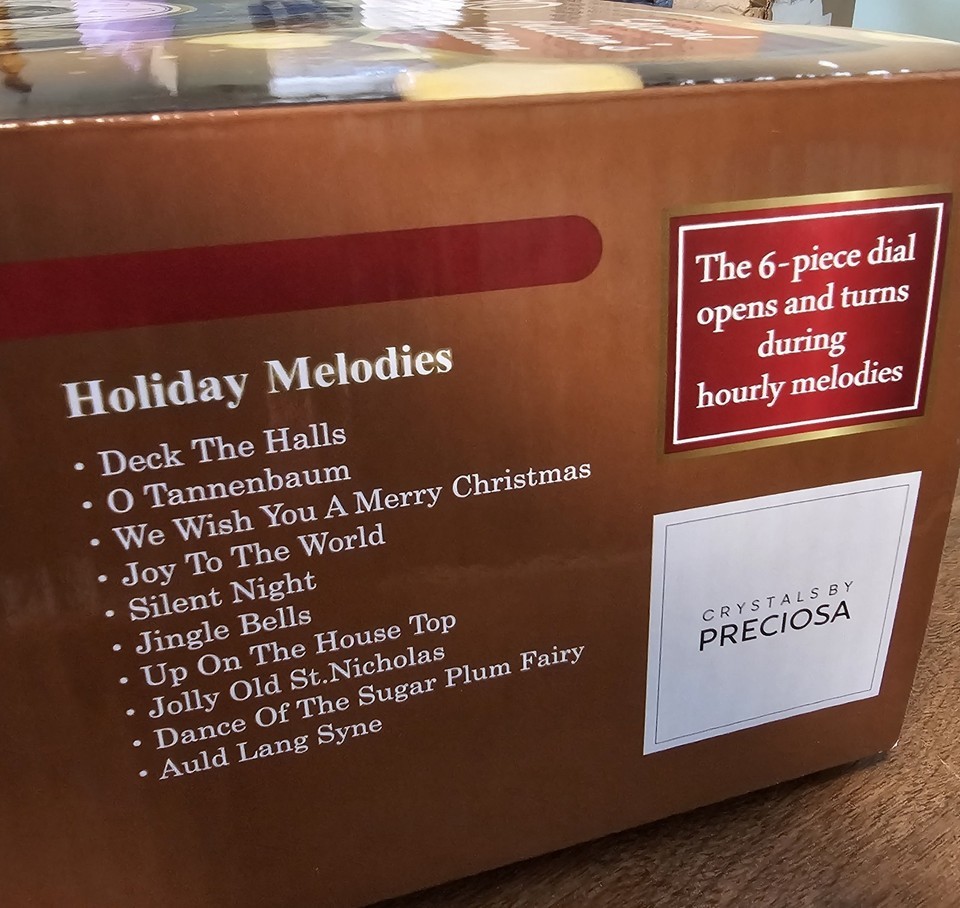 Holiday Melodies
• Deck The Halls
• O Tannenbaum
• We Wish You A Merry Christmas
• Joy To The World
• Silent Night
• Jingle Bells
• Up On The House Top
• Jolly Old St.Nicholas
• Dance Of The Sugar Plum Fairy
• Auld Lang Syne
The 6-piece dial
opens and turns
during
hourly melodies
CRYSTALS BY
PRECIOSA